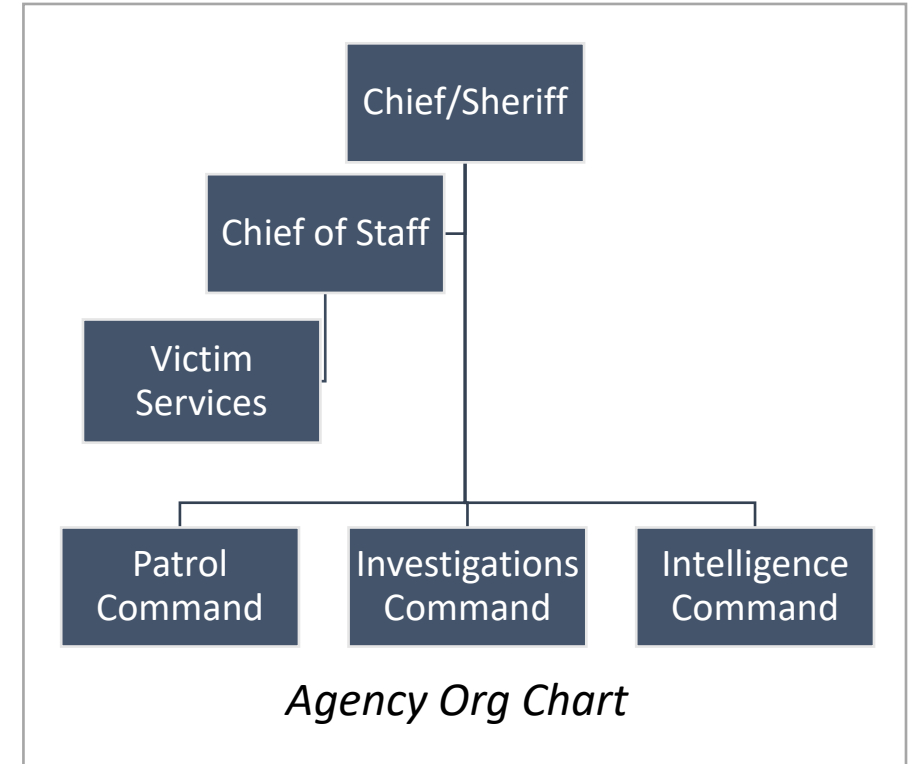 Chief/Sheriff
Chief of Staff
Victim
Services
Patrol
Command
Investigations
Command
Intelligence
Command
Agency Org Chart